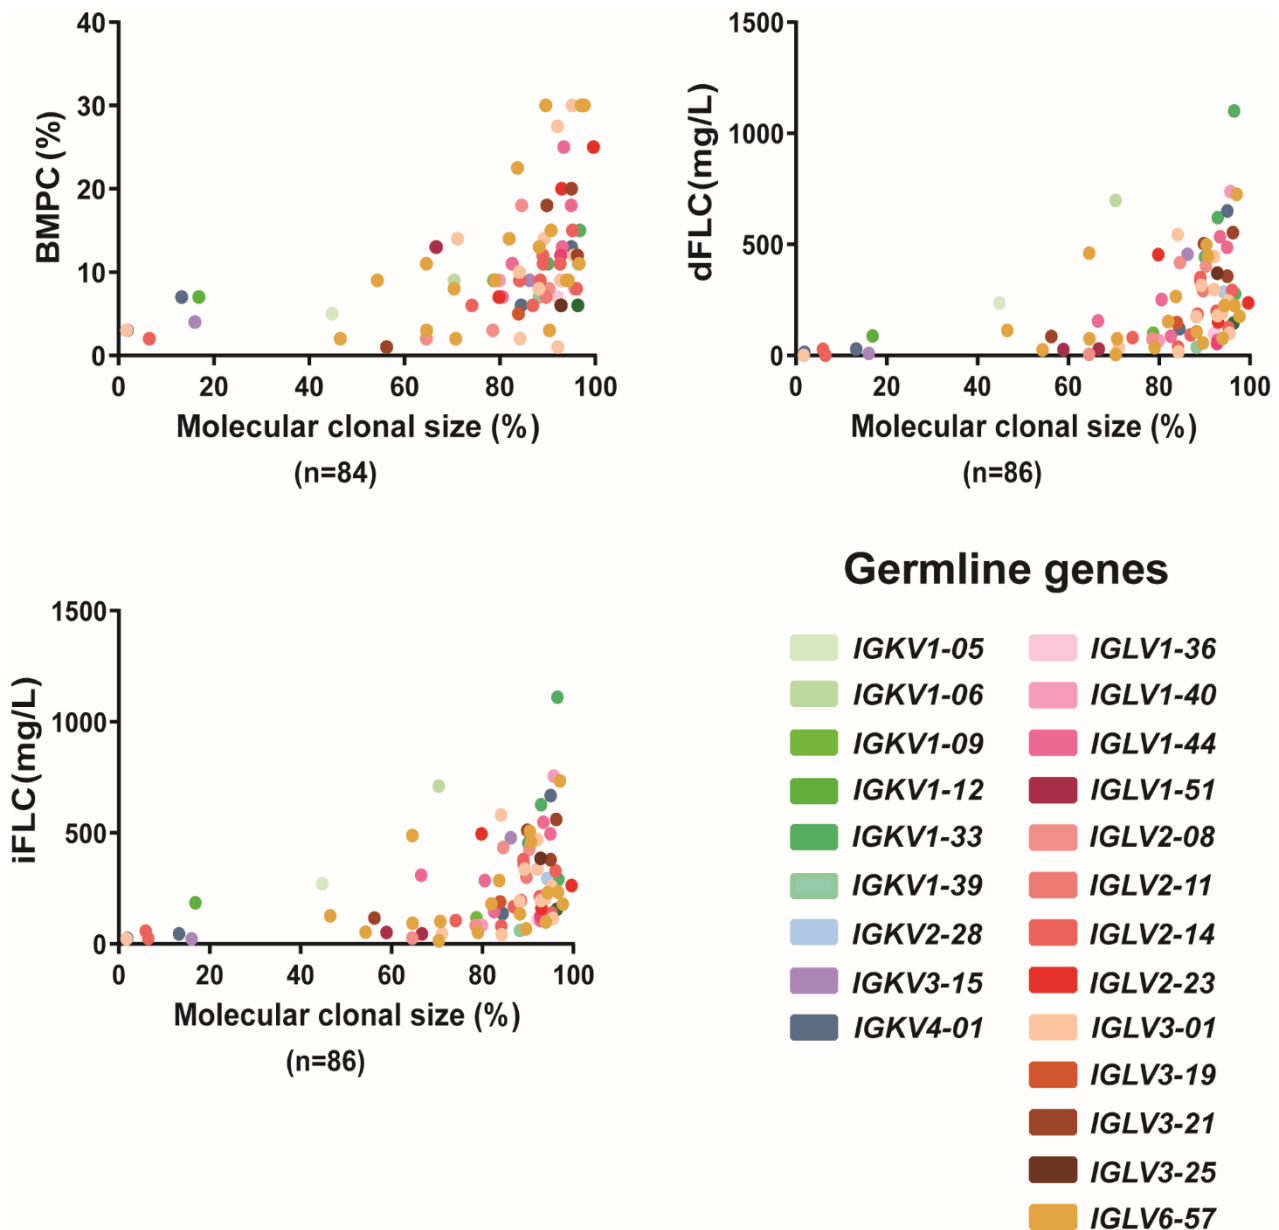 40
30
20
10
0
BMPC (%)
0 20 40 60 80 100
Molecular clonal size (%)
(n=84)
1500
1000
500
0
dFLC(mg/L)
0 20 40 60 80 100
Molecular clonal size (%)
(n=86)
1500
1000
500
0
iFLC(mg/L)
0 20 40 60 80 100
Molecular clonal size (%)
(n=86)
Germline genes
IGKV1-05
IGKV1-06
IGKV1-09
IGKV1-12
IGKV1-33
IGKV1-39
IGKV2-28
IGKV3-15
IGKV4-01
IGLV1-36
IGLV1-40
IGLV1-44
IGLV1-51
IGLV2-08
IGLV2-11
IGLV2-14
IGLV2-23
IGLV3-01
IGLV3-19
IGLV3-21
IGLV3-25
IGLV6-57